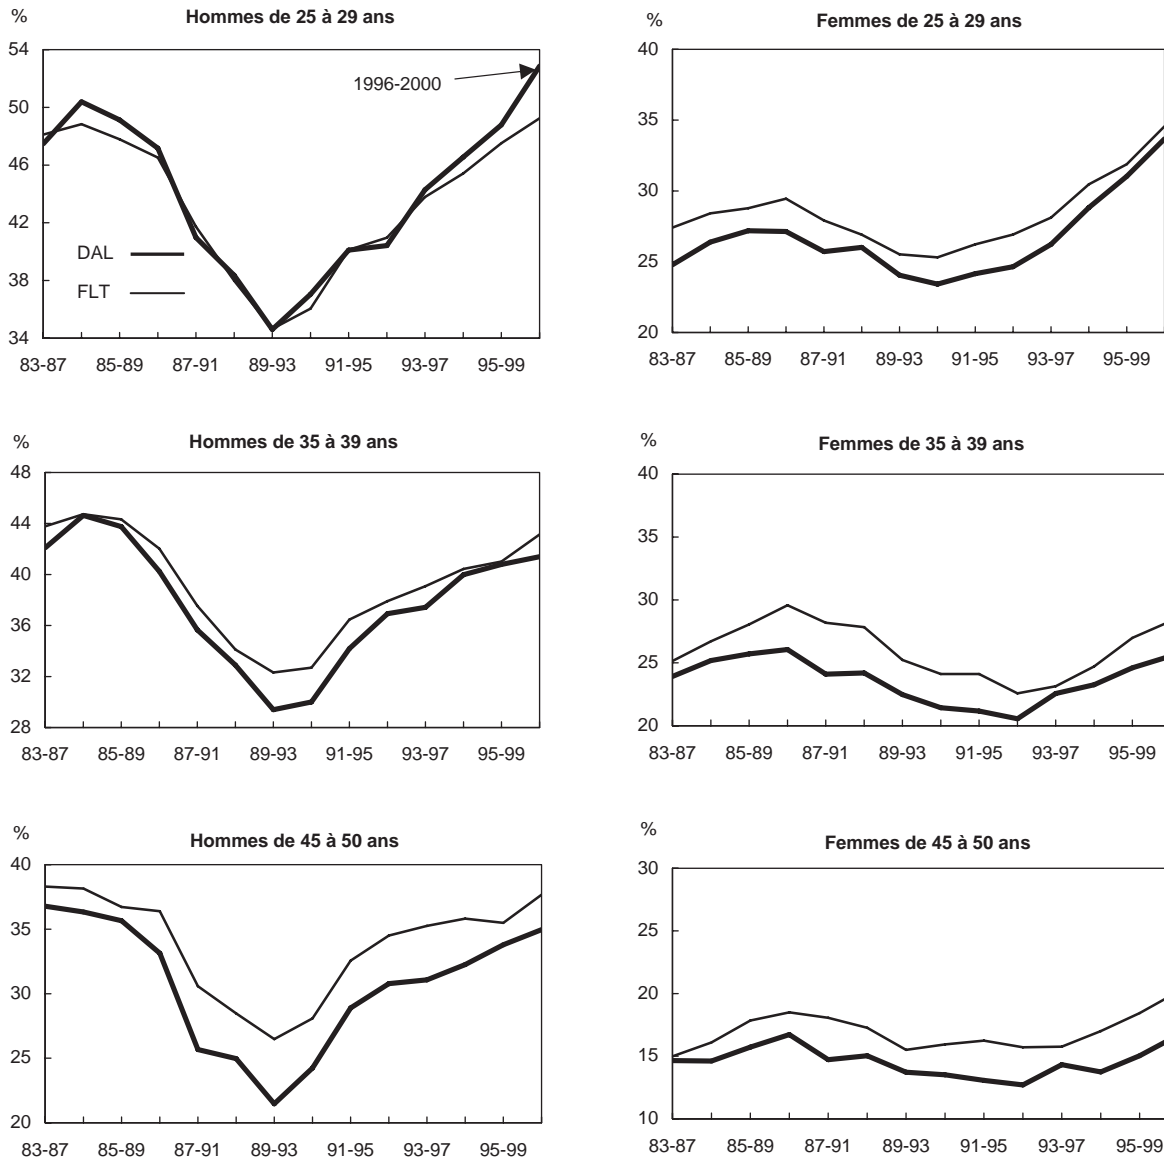 %
Hommes de 25 à 29 ans
54
50
46
42
38
34
1996-2000
DAL
FLT
83-87 85-89 87-91 89-93 91-95 93-97 95-99
%
Femmes de 25 à 29 ans
40
35
30
25
20
83-87 85-89 87-91 89-93 91-95 93-97 95-99
%
Hommes de 35 à 39 ans
48
44
40
36
32
28
83-87 85-89 87-91 89-93 91-95 93-97 95-99
%
Femmes de 35 à 39 ans
40
35
30
25
20
83-87 85-89 87-91 89-93 91-95 93-97 95-99
%
Hommes de 45 à 50 ans
40
35
30
25
20
83-87 85-89 87-91 89-93 91-95 93-97 95-99
%
Femmes de 45 à 50 ans
30
25
20
15
10
83-87 85-89 87-91 89-93 91-95 93-97 95-99